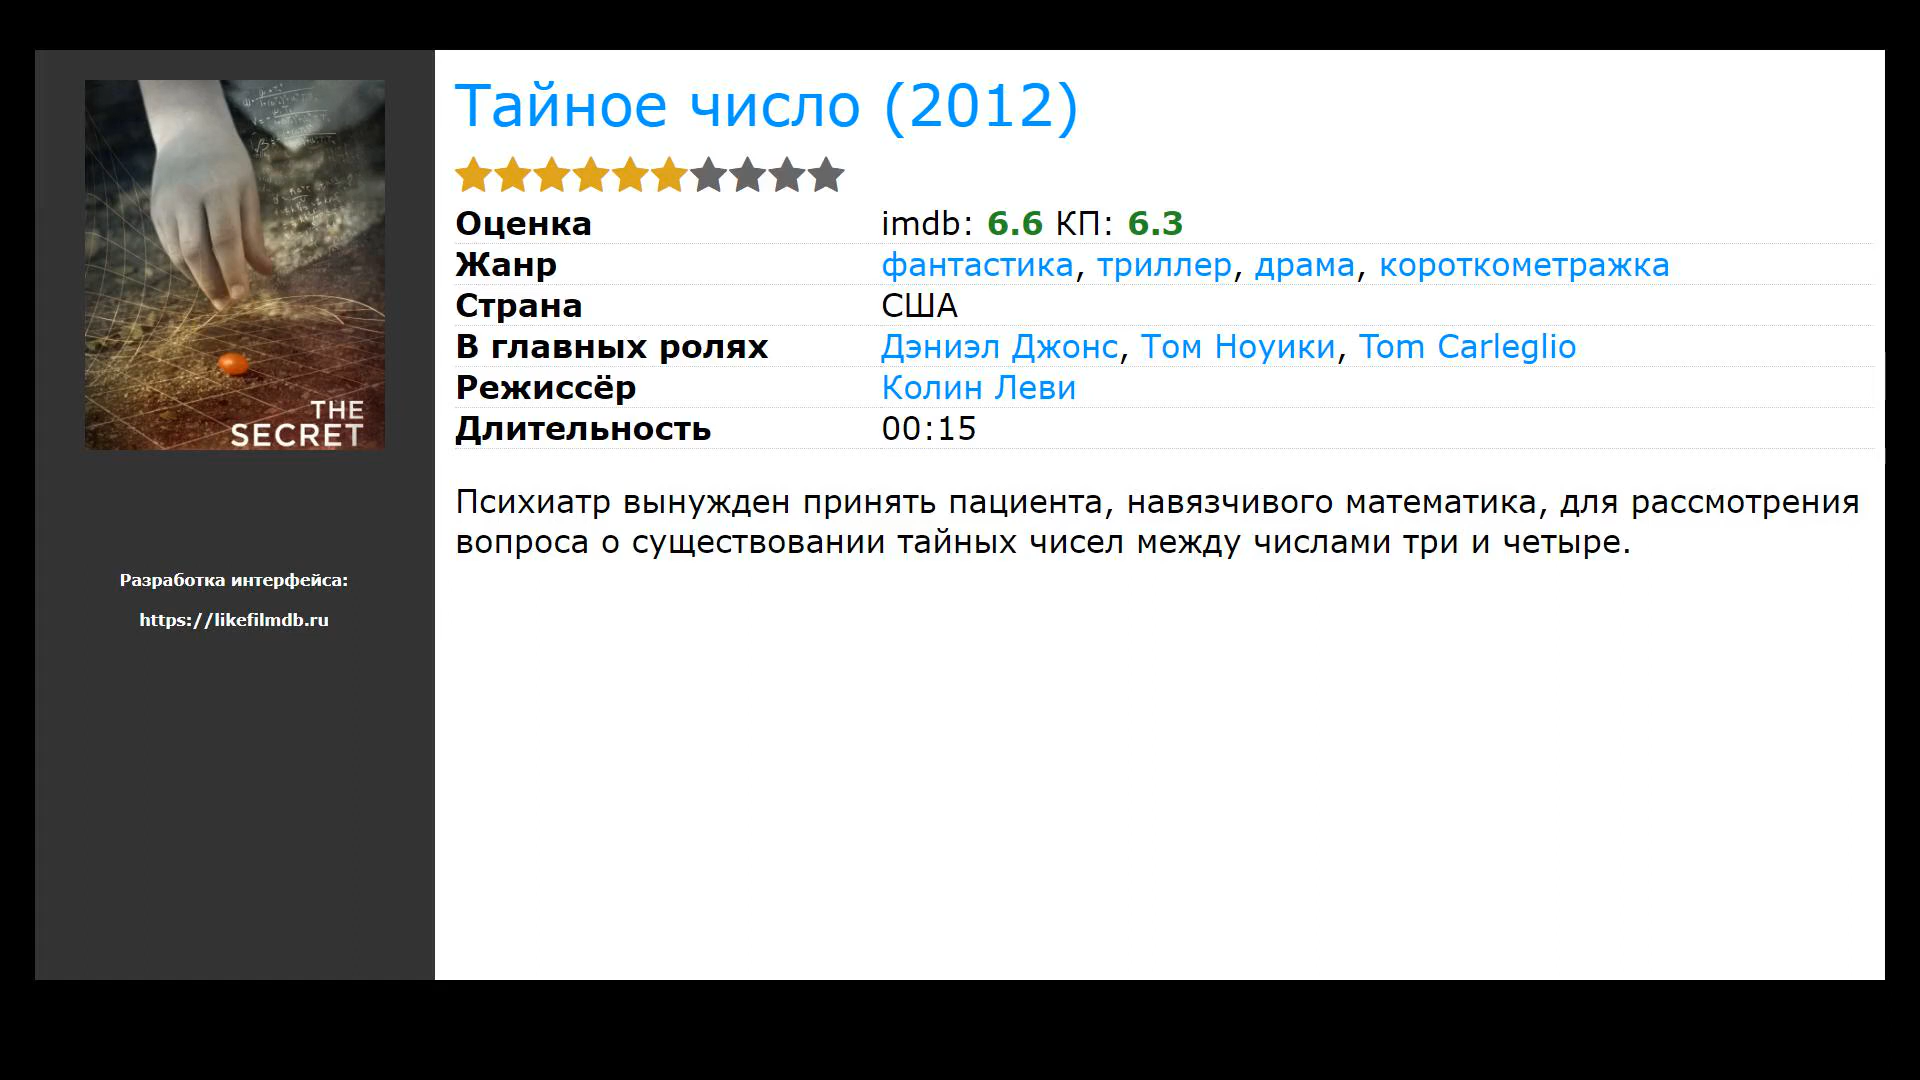 Тайное число (2012)
Оценка imdb: 6.6 КП: 6.3
Жанр фантастика, триллер, драма, короткометражка
Страна США
В главных ролях Дэниэл Джонс, Том Ноуики, Tom Carleglio
Режиссёр Колин Леви
Длительность 00:15
Психиатр вынужден принять пациента, навязчивого математика, для рассмотрения
вопроса о существовании тайных чисел между числами три и четыре.
THE
SECRET
Разработка интерфейса:
https://likefilmdb.ru